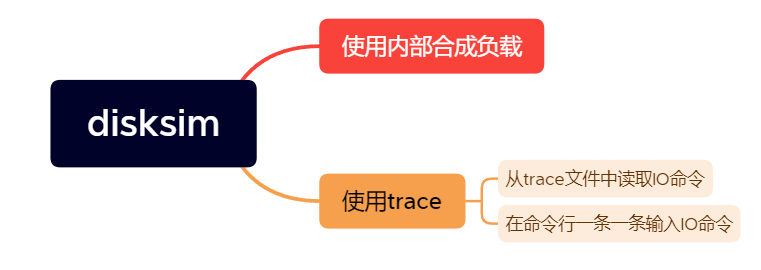 使用内部合成负载
disksim
使用trace
从trace文件中读取IO命令
在命令行一条一条输入IO命令